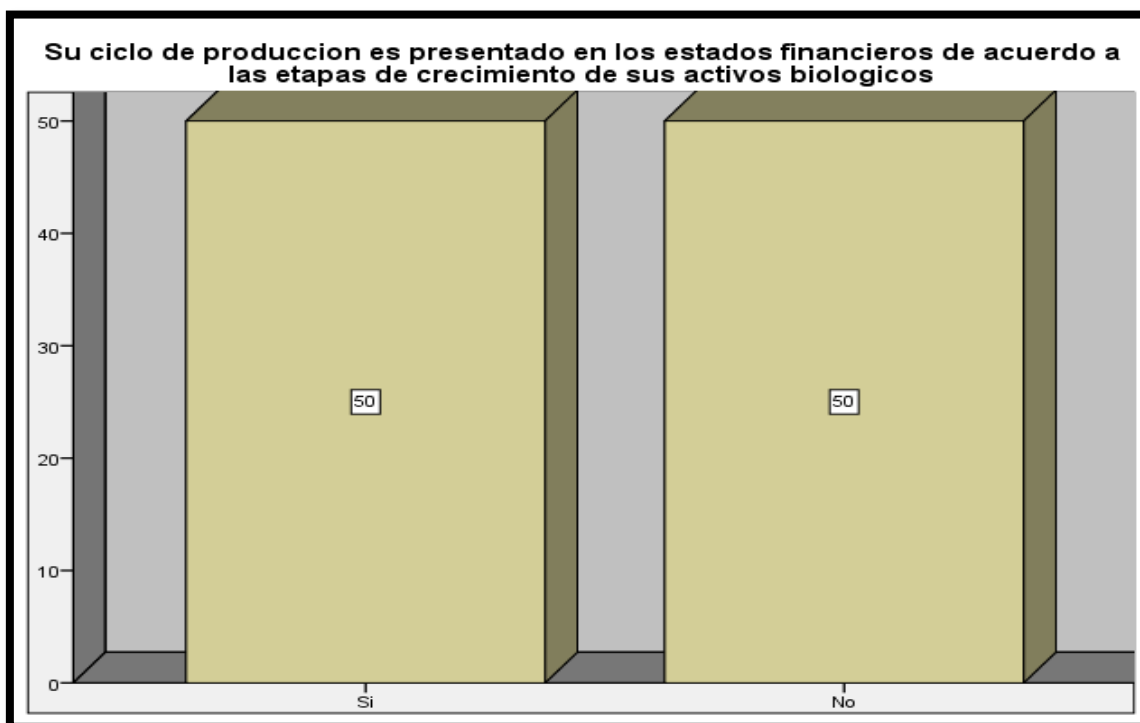 Su ciclo de produccion es presentado en los estados financieros de acuerdo a
las etapas de crecimiento de sus activos biologicos
50
40
30
20
10
0
50
50
Si
No